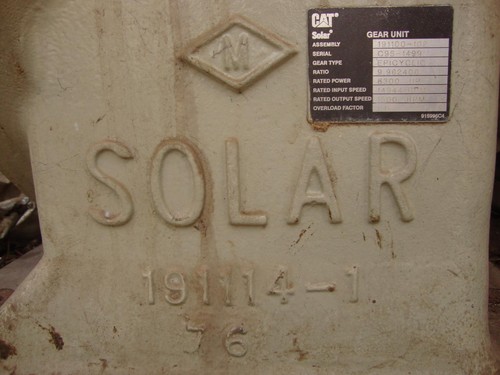 M
CAT
Solar
GEAR UNIT
ASSEMBLY
SERIAL
GEAR TYPE EPICYCLIC
RATIO
RATED POWER
RATED INPUT SPEED
RATED OUTPUT SPEED
OVERLOAD FACTOR
SOLAR
191114-1
76